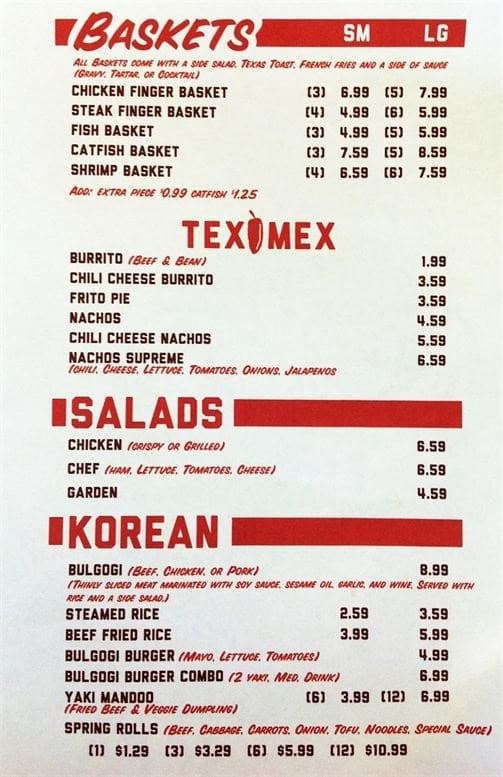 BASKETS SM LG
ALL BASKETS COME WITH A SIDE SALAD, TEXAS TOAST, FRENCH FRIES AND A SIDE OF SAUCE
(GRAVY, TARTAR, OR COCKTAIL)
CHICKEN FINGER BASKET (3) 6.99 (5) 7.99
STEAK FINGER BASKET (4) 4.99 (6) 5.99
FISH BASKET (3) 4.99 (5) 5.99
CATFISH BASKET (3) 7.59 (5) 8.59
SHRIMP BASKET (4) 6.59 (6) 7.59
ADD: EXTRA PIECE $0.99 CATFISH $1.25
TEX MEX
BURRITO (BEEF & BEAN) 1.99
CHILI CHEESE BURRITO 3.59
FRITO PIE 3.59
NACHOS 4.59
CHILI CHEESE NACHOS 5.59
NACHOS SUPREME 6.59
(CHILI, CHEESE, LETTUCE, TOMATOES, ONIONS, JALAPENOS
SALADS
CHICKEN (CRISPY OR GRILLED) 6.59
CHEF (HAM, LETTUCE, TOMATOES, CHEESE) 6.59
GARDEN 4.59
KOREAN
BULGOGI (BEEF, CHICKEN, OR PORK) 8.99
(THINLY SLICED MEAT MARINATED WITH SOY SAUCE, SESAME OIL, GARLIC, AND WINE, SERVED WITH
RICE AND A SIDE SALAD.)
STEAMED RICE 2.59 3.59
BEEF FRIED RICE 3.99 5.99
BULGOGI BURGER (MAYO, LETTUCE, TOMATOES) 4.99
BULGOGI BURGER COMBO (2 YAKI, MED. DRINK) 6.99
YAKI MANDOO (6) 3.99 (12) 6.99
(FRIED BEEF & VEGGIE DUMPLING)
SPRING ROLLS (BEEF, CABBAGE, CARROTS, ONION, TOFU, NOODLES, SPECIAL SAUCE)
(1) $1.29 (3) $3.29 (6) $5.99 (12) $10.99